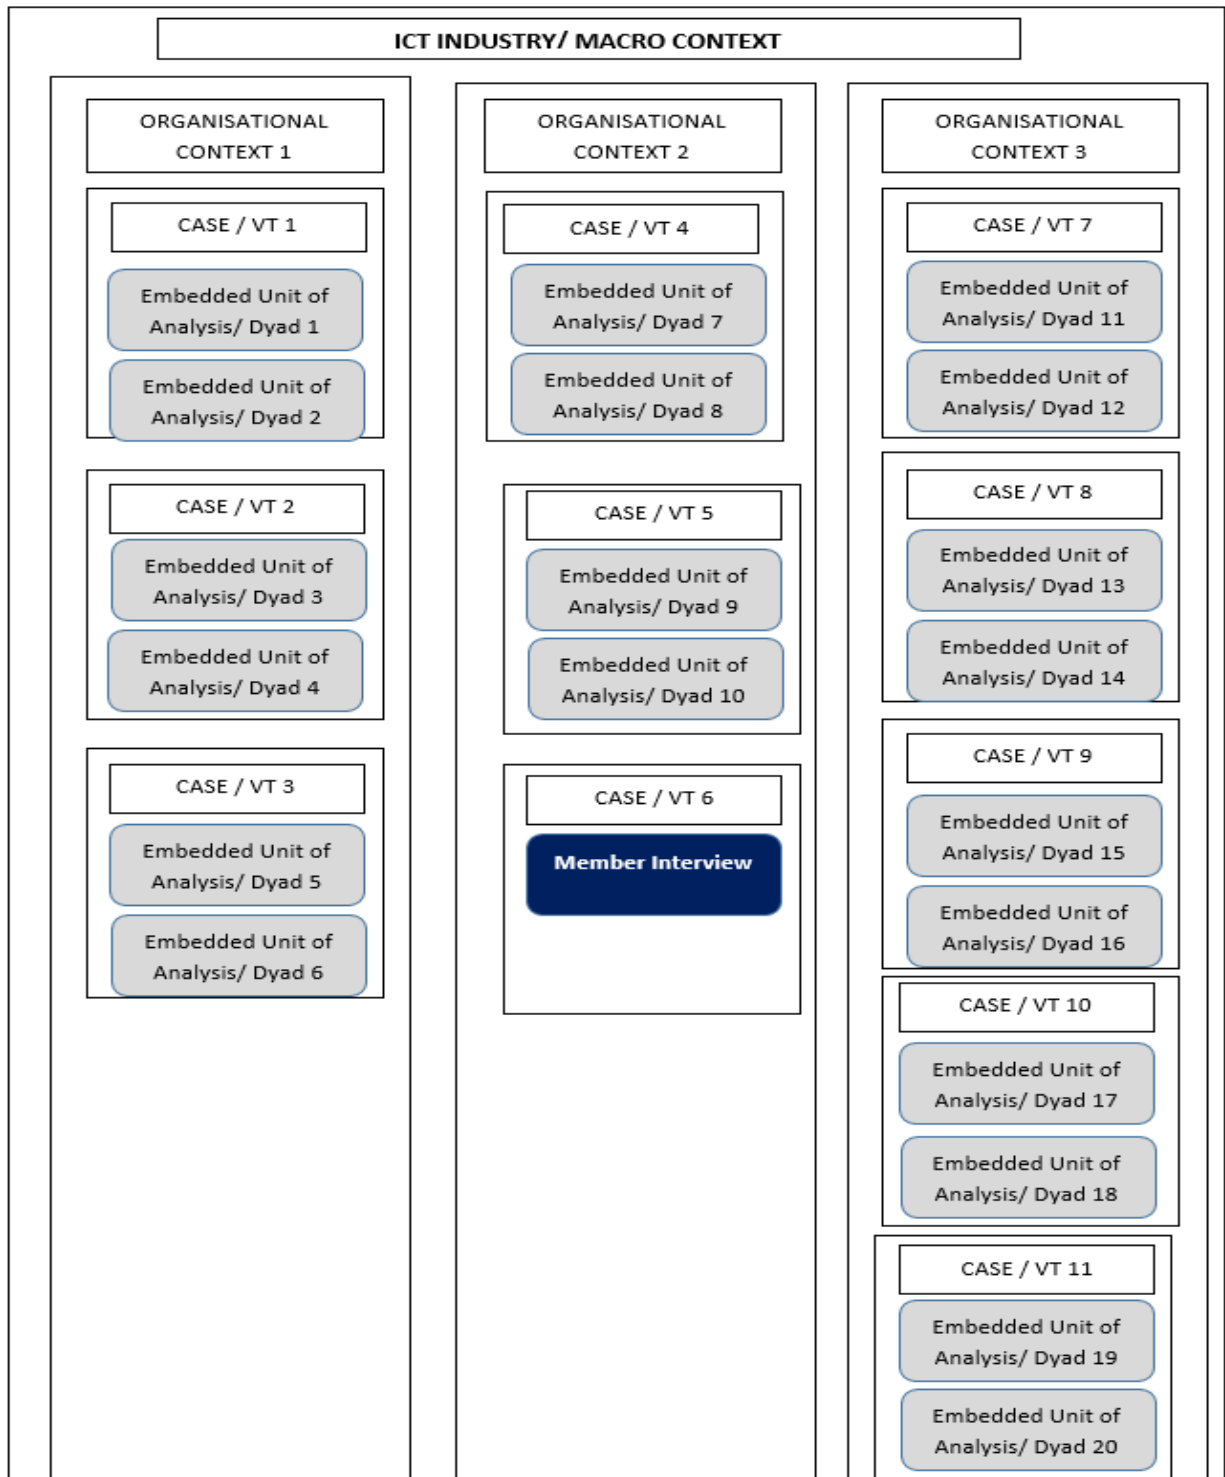 ICT INDUSTRY/ MACRO CONTEXT
ORGANISATIONAL
CONTEXT 1
CASE / VT 1
Embedded Unit of
Analysis/ Dyad 1
Embedded Unit of
Analysis/ Dyad 2
CASE / VT 2
Embedded Unit of
Analysis/ Dyad 3
Embedded Unit of
Analysis/ Dyad 4
CASE / VT 3
Embedded Unit of
Analysis/ Dyad 5
Embedded Unit of
Analysis/ Dyad 6
ORGANISATIONAL
CONTEXT 2
CASE / VT 4
Embedded Unit of
Analysis/ Dyad 7
Embedded Unit of
Analysis/ Dyad 8
CASE / VT 5
Embedded Unit of
Analysis/ Dyad 9
Embedded Unit of
Analysis/ Dyad 10
CASE / VT 6
Member Interview
ORGANISATIONAL
CONTEXT 3
CASE / VT 7
Embedded Unit of
Analysis/ Dyad 11
Embedded Unit of
Analysis/ Dyad 12
CASE / VT 8
Embedded Unit of
Analysis/ Dyad 13
Embedded Unit of
Analysis/ Dyad 14
CASE / VT 9
Embedded Unit of
Analysis/ Dyad 15
Embedded Unit of
Analysis/ Dyad 16
CASE / VT 10
Embedded Unit of
Analysis/ Dyad 17
Embedded Unit of
Analysis/ Dyad 18
CASE / VT 11
Embedded Unit of
Analysis/ Dyad 19
Embedded Unit of
Analysis/ Dyad 20